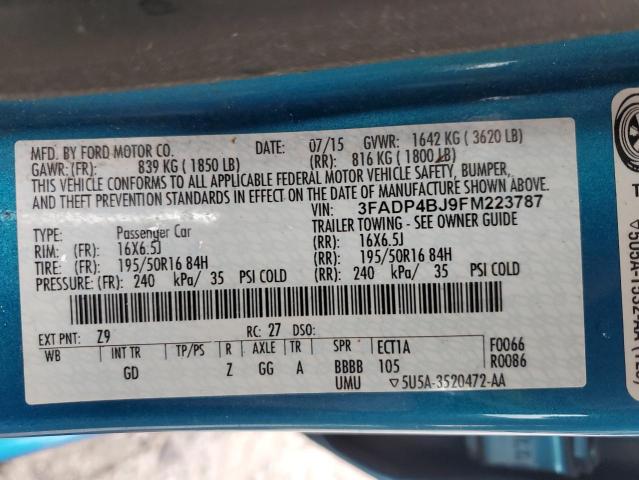 MFD. BY FORD MOTOR CO. DATE: 07/15 GVWR: 1642 KG ( 3620 LB)
GAWR:(FR): 839 KG ( 1850 LB) (RR): 816 KG ( 1800 LB)
THIS VEHICLE CONFORMS TO ALL APPLICABLE FEDERAL MOTOR VEHICLE SAFETY, BUMPER,
AND THEFT PREVENTION STANDARDS IN EFFECT ON THE DATE OF MANUFACTURE SHOWN ABOVE.
VIN: 3FADP4BJ9FM223787
TYPE: Passenger Car TRAILER TOWING - SEE OWNER GUIDE
RIM: (FR): 16X6.5J (RR): 16X6.5J
TIRE: (FR): 195/50R16 84H (RR): 195/50R16 84H
PRESSURE: (FR): 240 kPa/ 35 PSI COLD (RR): 240 kPa/ 35 PSI COLD
EXT PNT: Z9 RC: 27 DSO:
WB INT TR TP/PS R AXLE TR SPR ECT1A F0066
GD Z GG A BBBB 105 R0086
UMU ▽5U5A-3520472-AA